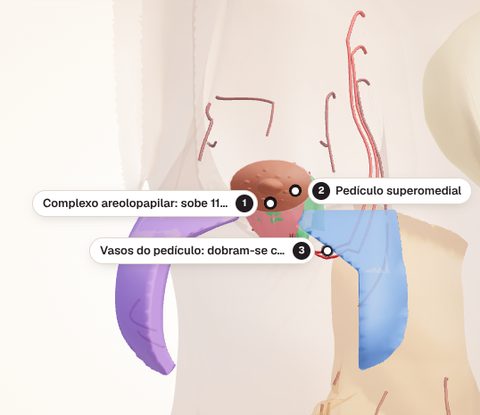 Complexo areolopapilar: sobe 11... 1
2 Pedículo superomedial
Vasos do pedículo: dobram-se c... 3